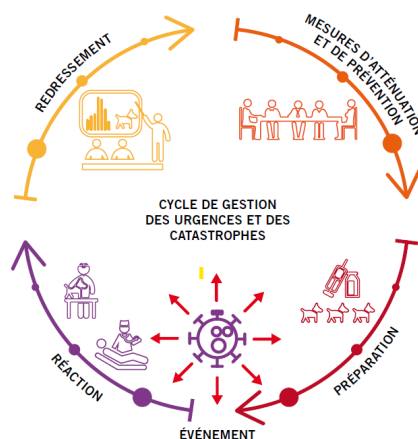 REDRESSEMENT
MESURES D'ATTÉNUATION
ET DE PRÉVENTION
CYCLE DE GESTION
DES URGENCES ET DES
CATASTROPHES
RÉACTION
PRÉPARATION
ÉVÉNEMENT